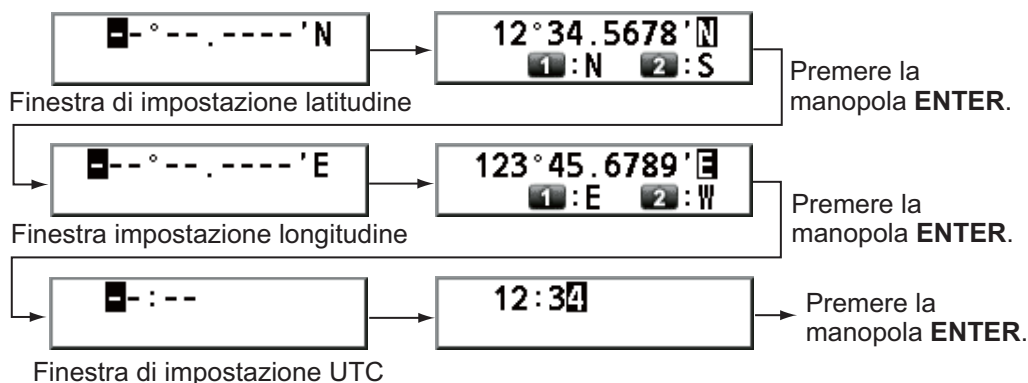 --°--.----'N
12°34.5678'N
1:N 2:S
Premere la
manopola ENTER.
Finestra di impostazione latitudine
---°--.----'E
123°45.6789'E
1:E 2:W
Premere la
manopola ENTER.
Finestra impostazione longitudine
--:--
12:34
Premere la
manopola ENTER.
Finestra di impostazione UTC